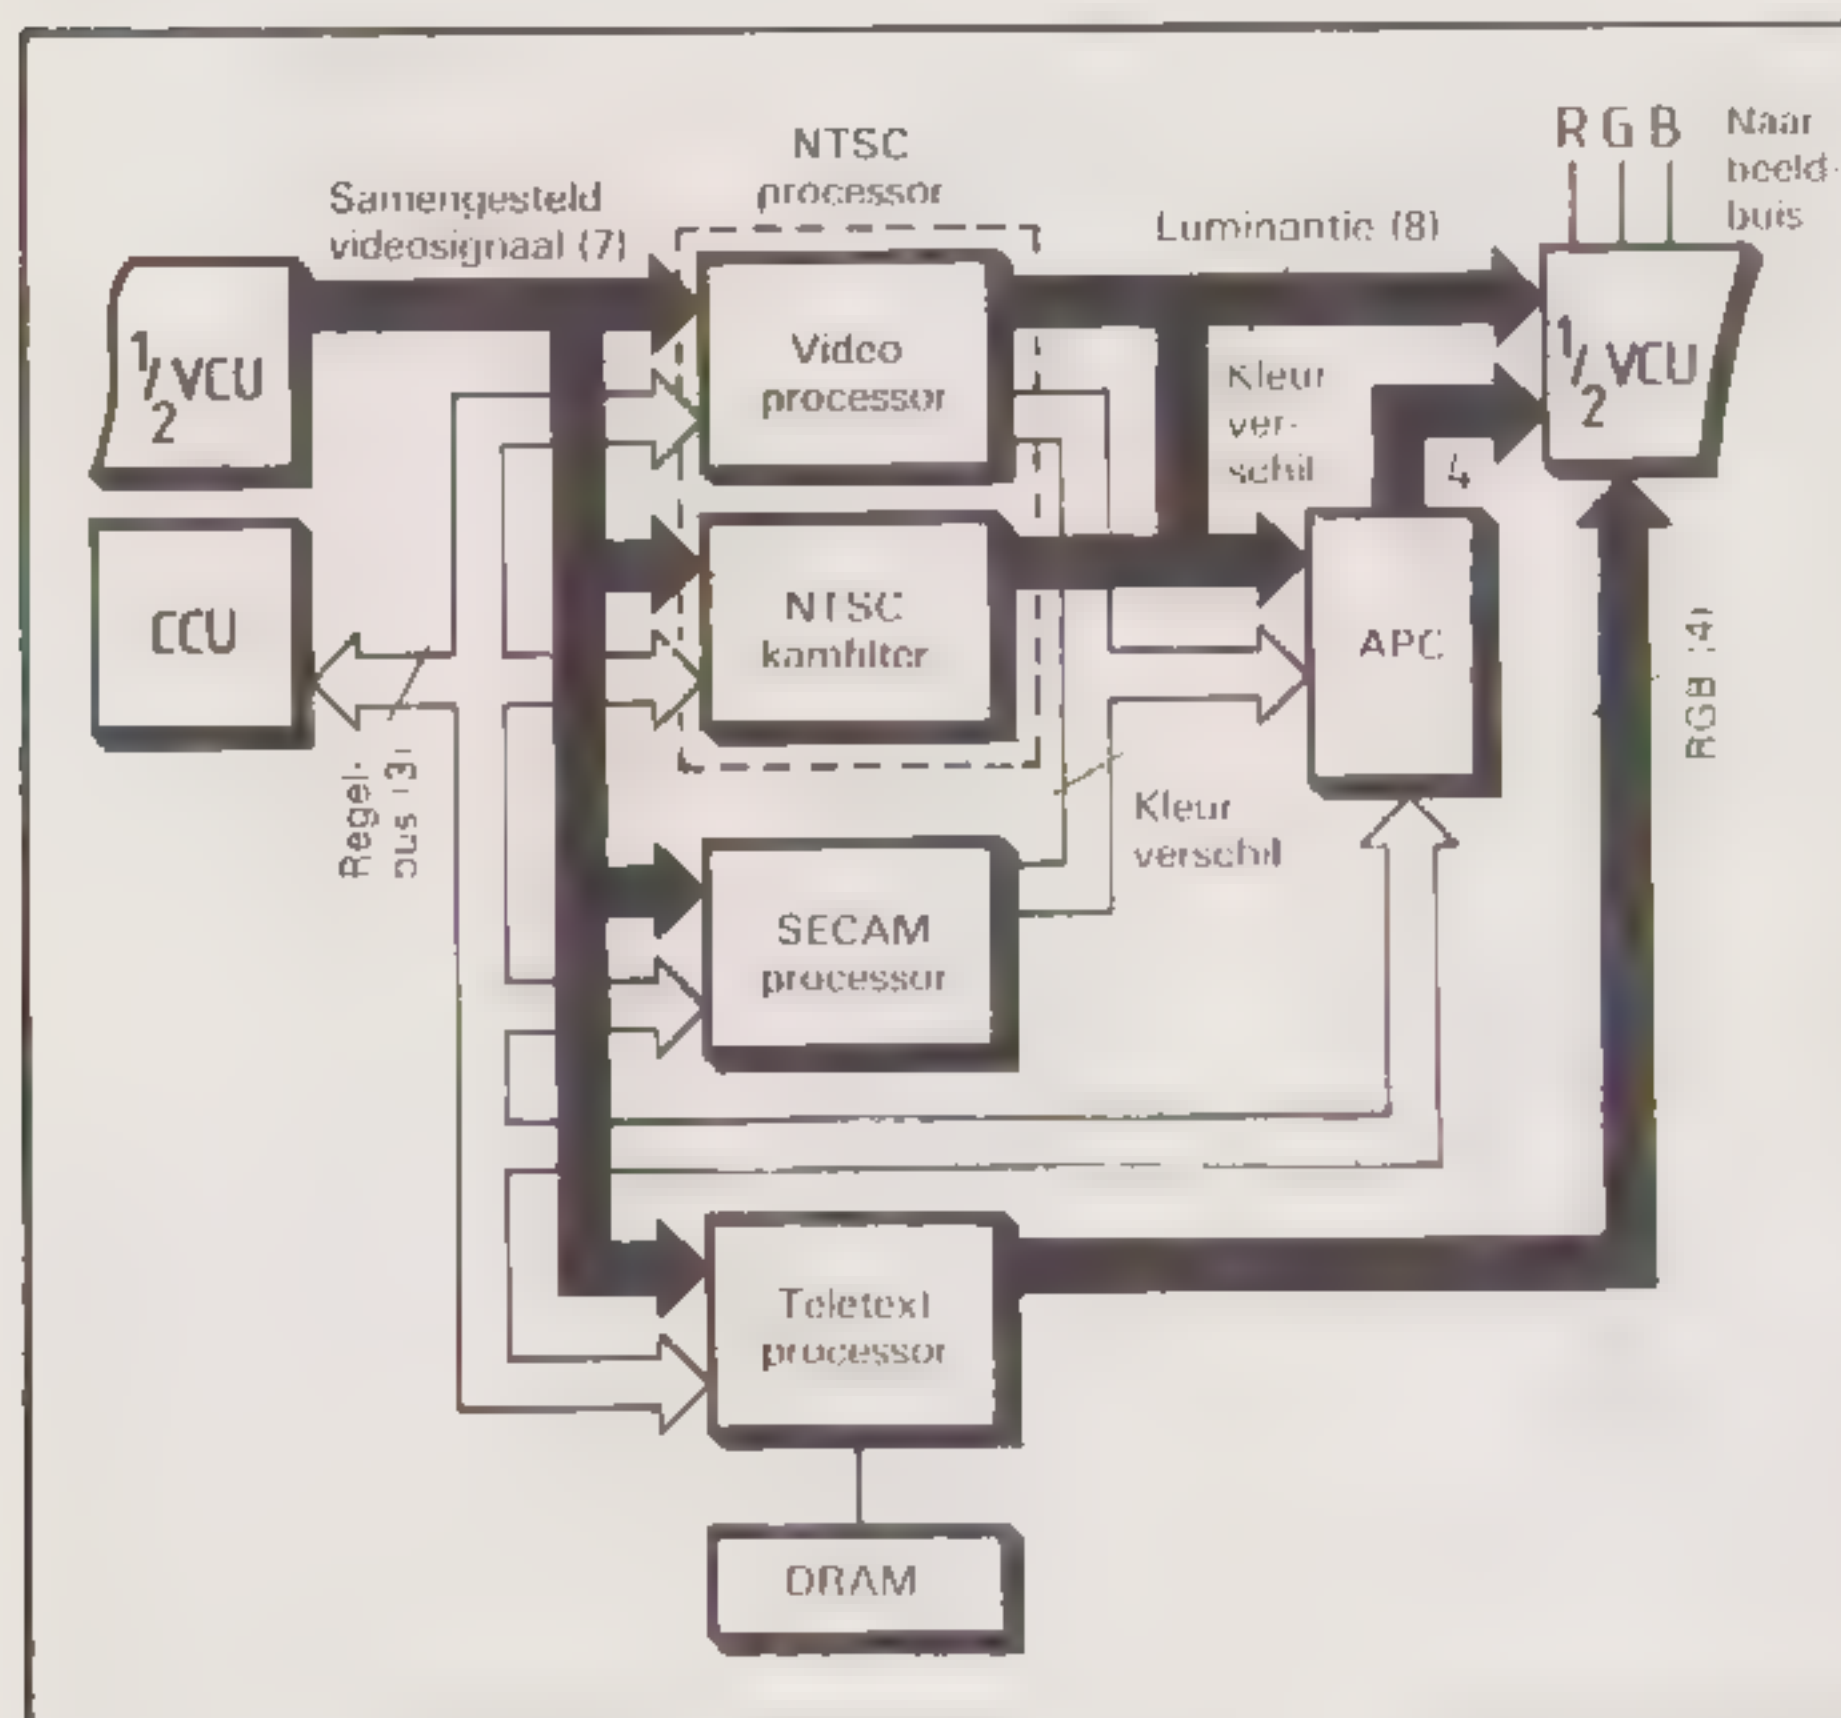 NTSC
processor
Samengesteld
videosignaal (7)
Luminantie (8)
R G B
Naar
beeld-
buis
1/2 VCU
Video
processor
Kleur
ver-
schil
1/2 VCU
4
CCU
NTSC
kamfilter
APC
RGB (4)
Regel-
bus (3)
Kleur
verschil
SECAM
processor
Teletext
processor
DRAM